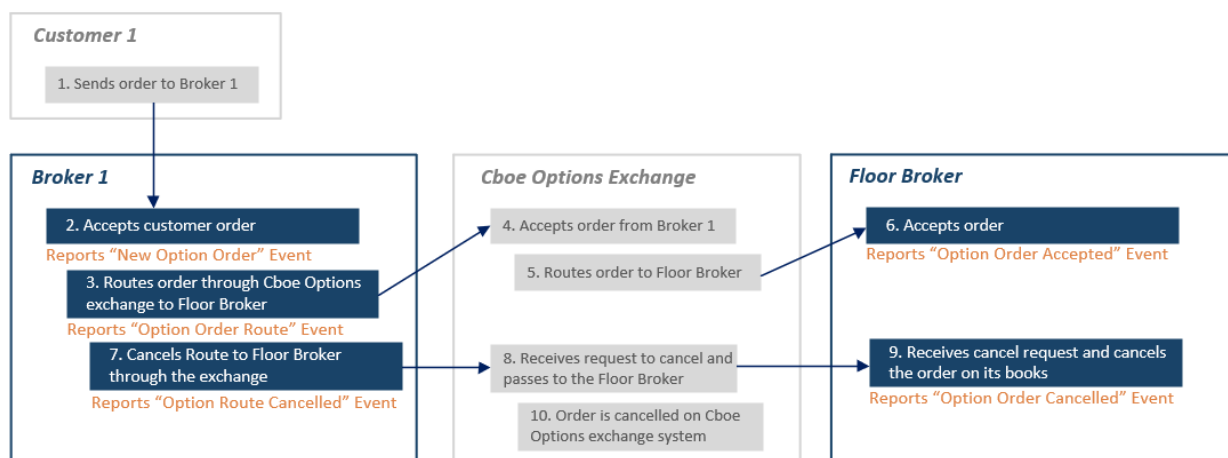 Customer 1
1. Sends order to Broker 1
Broker 1
2. Accepts customer order
Reports “New Option Order” Event
3. Routes order through Cboe Options
exchange to Floor Broker
Reports “Option Order Route” Event
7. Cancels Route to Floor Broker
through the exchange
Reports “Option Route Cancelled” Event
Cboe Options Exchange
4. Accepts order from Broker 1
5. Routes order to Floor Broker
8. Receives request to cancel and
passes to the Floor Broker
10. Order is cancelled on Cboe
Options exchange system
Floor Broker
6. Accepts order
Reports “Option Order Accepted” Event
9. Receives cancel request and cancels
the order on its books
Reports “Option Order Cancelled” Event